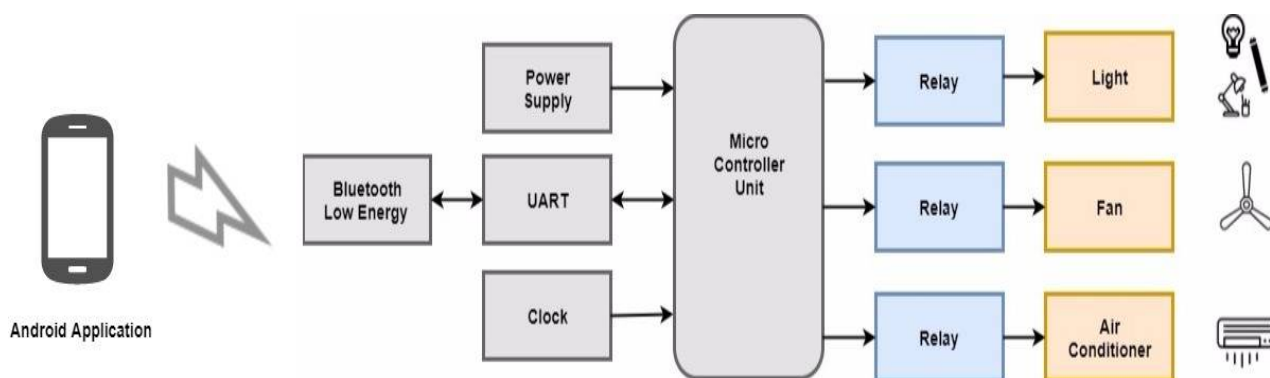 Android Application
Bluetooth
Low Energy
Power
Supply
UART
Clock
Micro
Controller
Unit
Relay
Light
Relay
Fan
Relay
Air
Conditioner